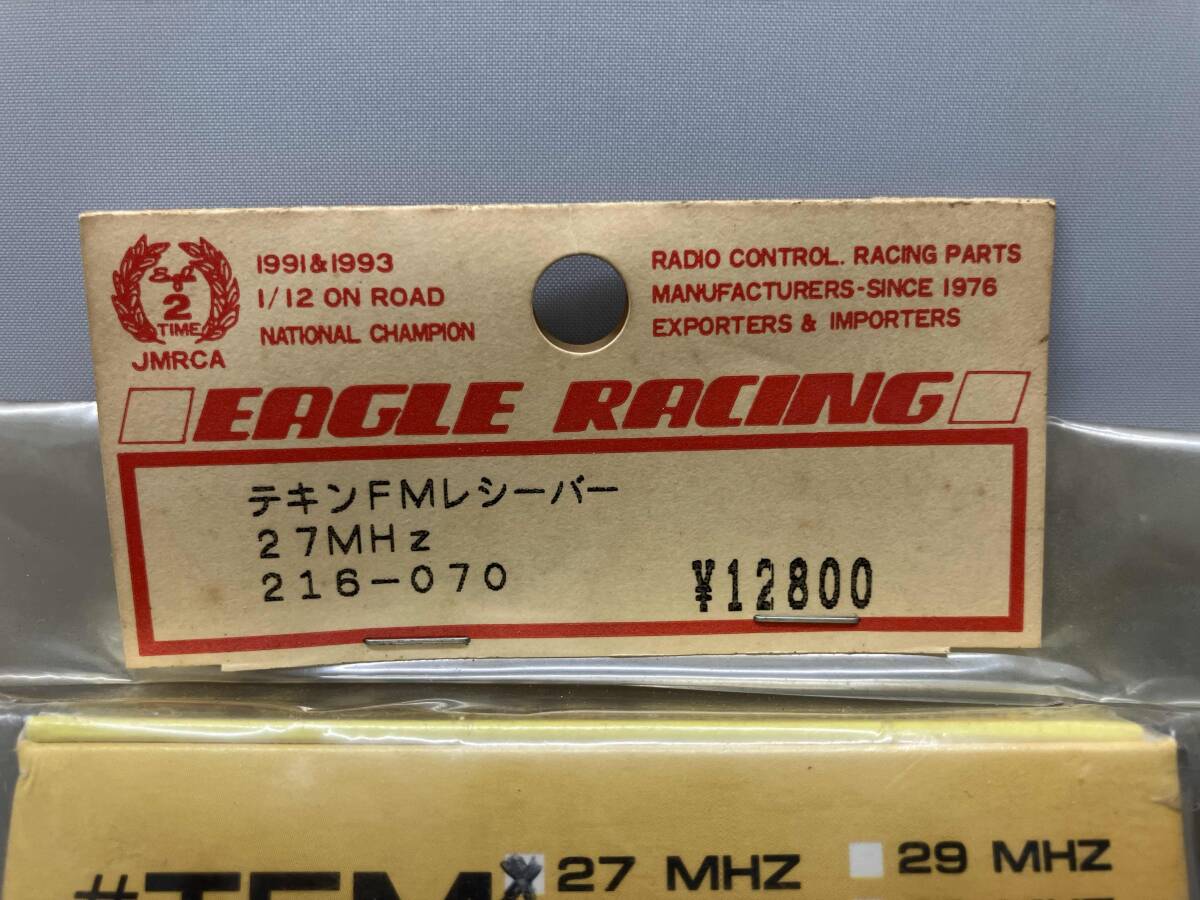 2
TIME
JMRCA
1991&1993
1/12 ON ROAD
NATIONAL CHAMPION
RADIO CONTROL. RACING PARTS
MANUFACTURERS-SINCE 1976
EXPORTERS & IMPORTERS
EAGLE RACING
テキンFMレシーバー
27MHz
216-070
¥12800
27 MHZ
29 MHZ